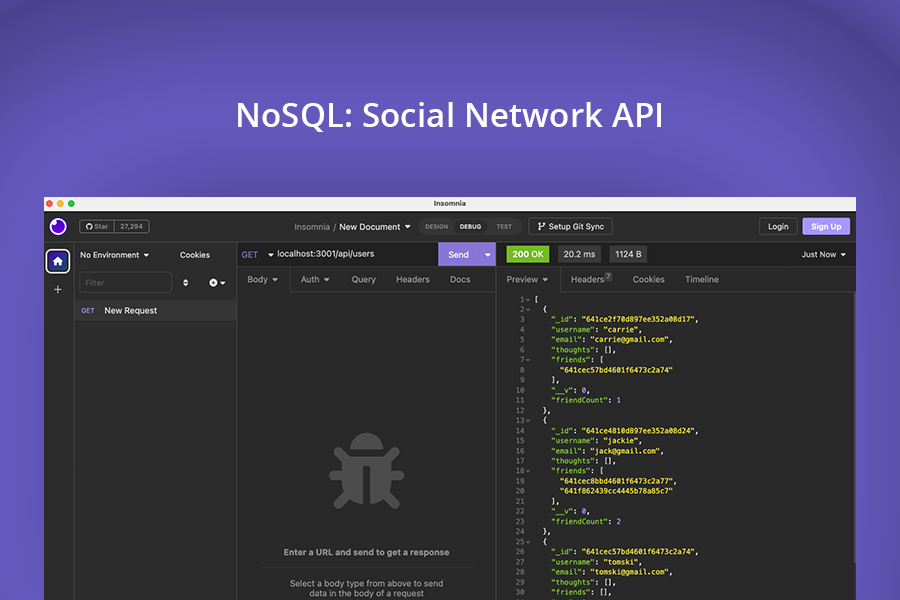 NoSQL: Social Network API
Insomnia
Star 27,294
Insomnia / New Document
DESIGN DEBUG TEST
Setup Git Sync
Login
Sign Up
No Environment
Cookies
Filter
GET New Request
GET localhost:3001/api/users
Send
Body Auth Query Headers Docs
Enter a URL and send to get a response
Select a body type from above to send
data in the body of a request
200 OK 20.2 ms 1124 B
Just Now
Preview Headers 7 Cookies Timeline
1 [
2 {
3 "_id": "641ce2f70d897ee352a08d17",
4 "username": "carrie",
5 "email": "carrie@gmail.com",
6 "thoughts": [],
7 "friends": [
8 "641cec57bd4601f6473c2a74"
9 ],
10 "__v": 0,
11 "friendCount": 1
12 },
13 {
14 "_id": "641ce4810d897ee352a08d24",
15 "username": "jackie",
16 "email": "jack@gmail.com",
17 "thoughts": [],
18 "friends": [
19 "641cec8bbd4601f6473c2a77",
20 "641f862439cc4445b78a85c7"
21 ],
22 "__v": 0,
23 "friendCount": 2
24 },
25 {
26 "_id": "641cec57bd4601f6473c2a74",
27 "username": "tomski",
28 "email": "tomski@gmail.com",
29 "thoughts": [],
30 "friends": [],